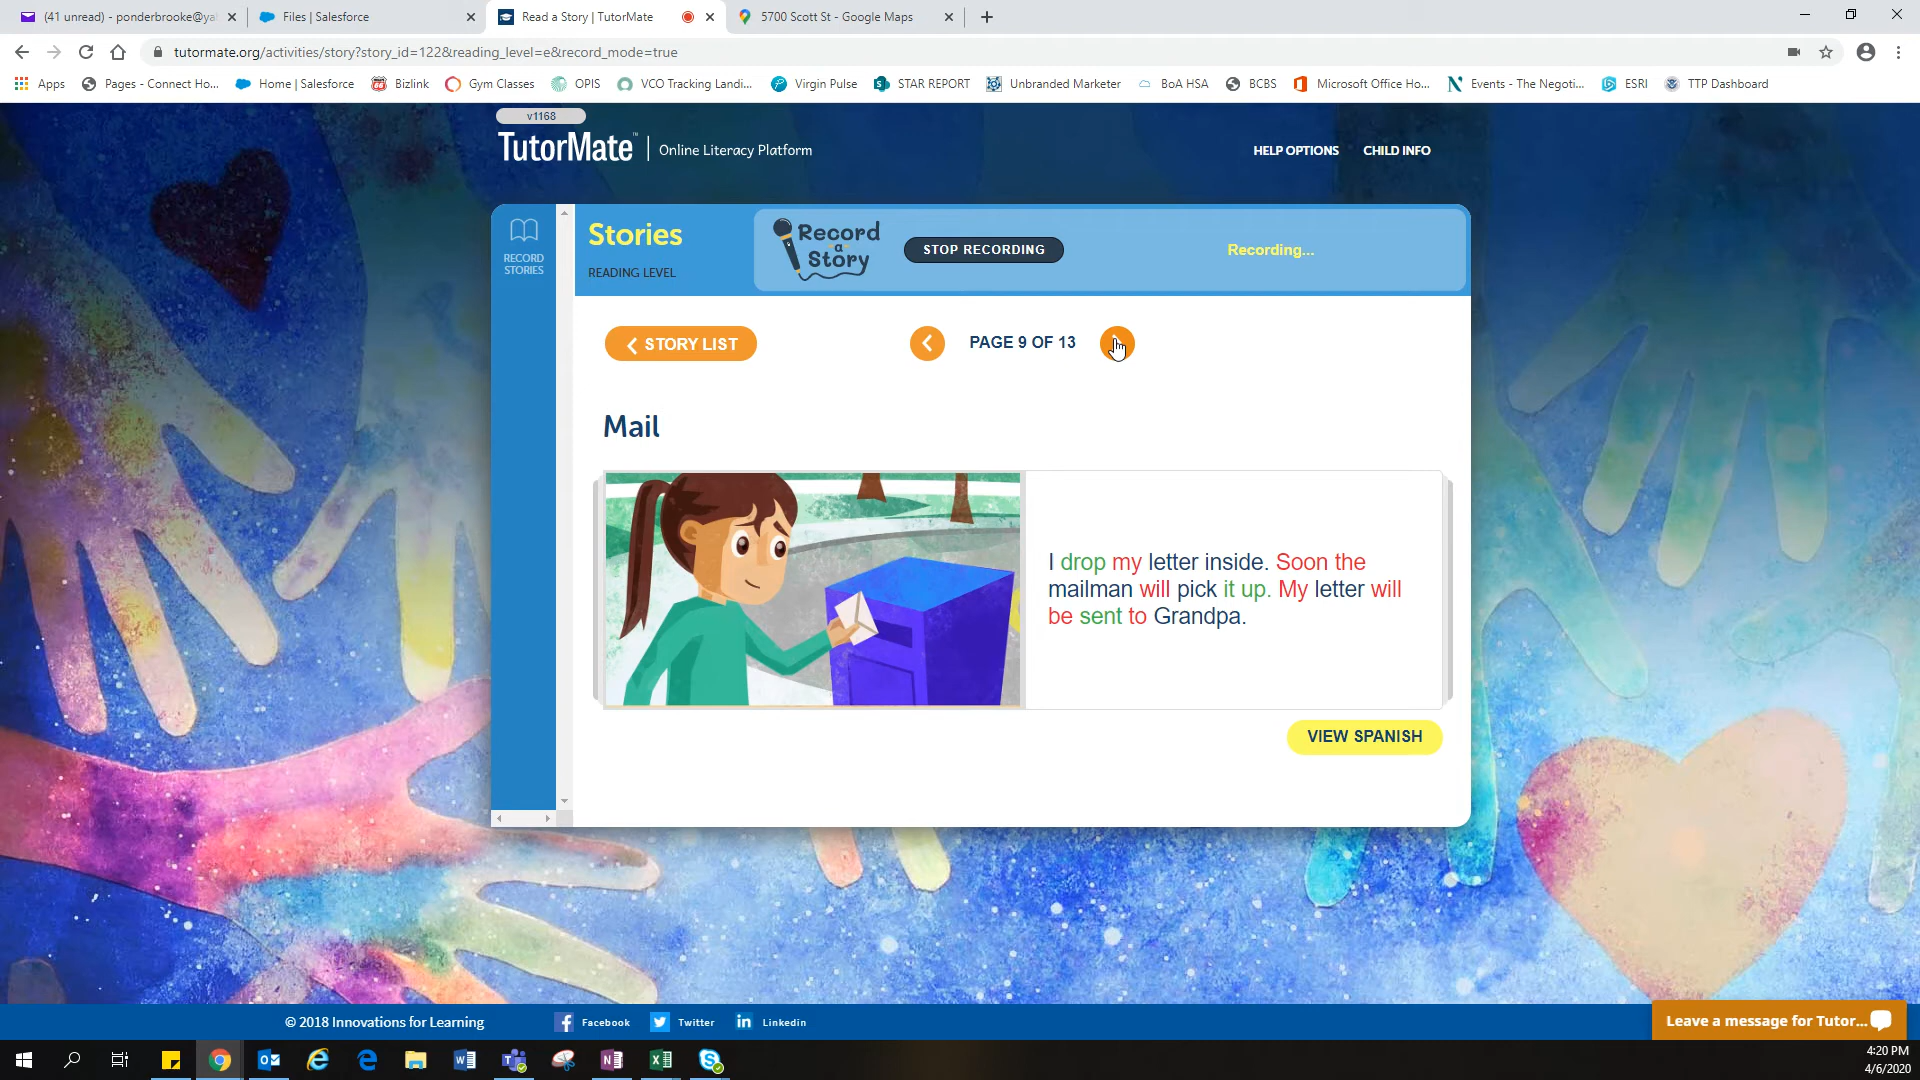 (41 unread) - ponderbrooke@ya
Files | Salesforce
Read a Story | TutorMate
5700 Scott St - Google Maps
tutormate.org/activities/story?story_id=122&reading_level=e&record_mode=true
Apps
Pages - Connect Ho...
Home | Salesforce
Bizlink
Gym Classes
OPIS
VCO Tracking Landi...
Virgin Pulse
STAR REPORT
Unbranded Marketer
BoA HSA
BCBS
Microsoft Office Ho...
Events - The Negoti...
ESRI
TTP Dashboard
v1168
TutorMate™ | Online Literacy Platform
HELP OPTIONS
CHILD INFO
RECORD
STORIES
Stories
READING LEVEL
Record
a
Story
STOP RECORDING
Recording...
STORY LIST
PAGE 9 OF 13
Mail
I drop my letter inside. Soon the
mailman will pick it up. My letter will
be sent to Grandpa.
VIEW SPANISH
© 2018 Innovations for Learning
Facebook
Twitter
Linkedin
Leave a message for Tutor...
4:20 PM
4/6/2020